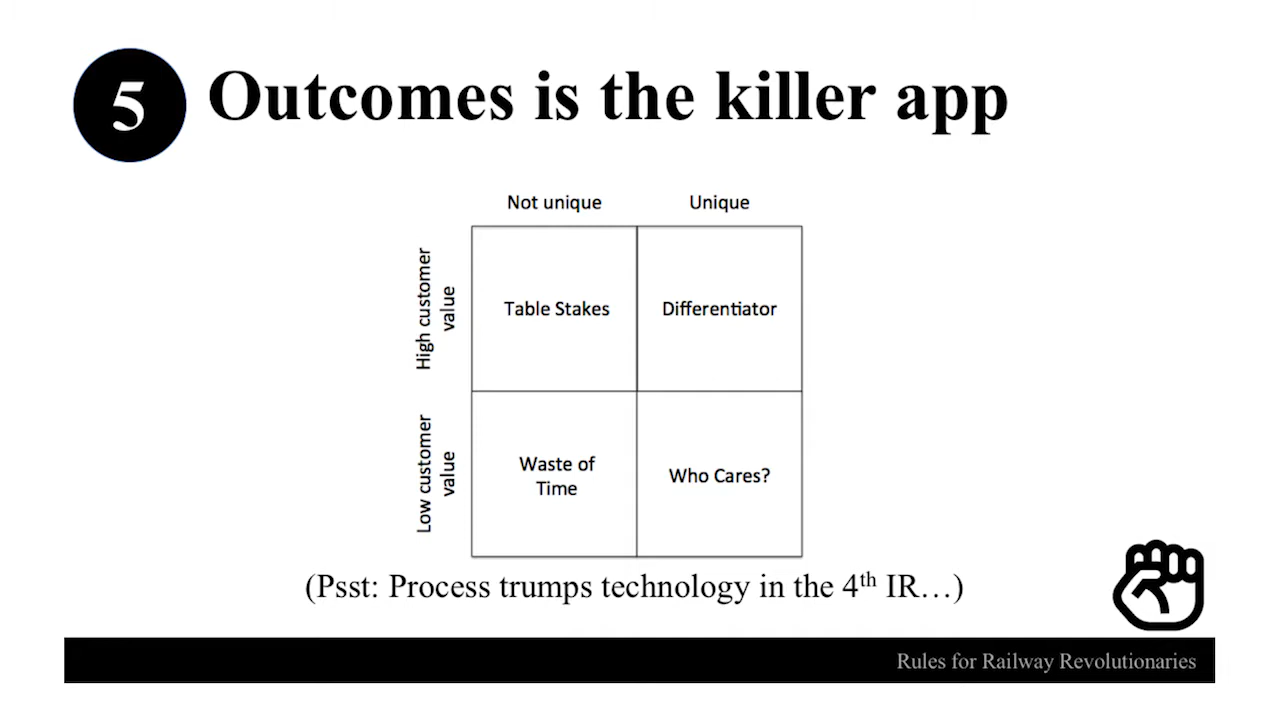 5
Outcomes is the killer app
Not unique
Unique
High customer
value
Table Stakes
Differentiator
Low customer
value
Waste of
Time
Who Cares?
(Psst: Process trumps technology in the 4th IR…)
Rules for Railway Revolutionaries